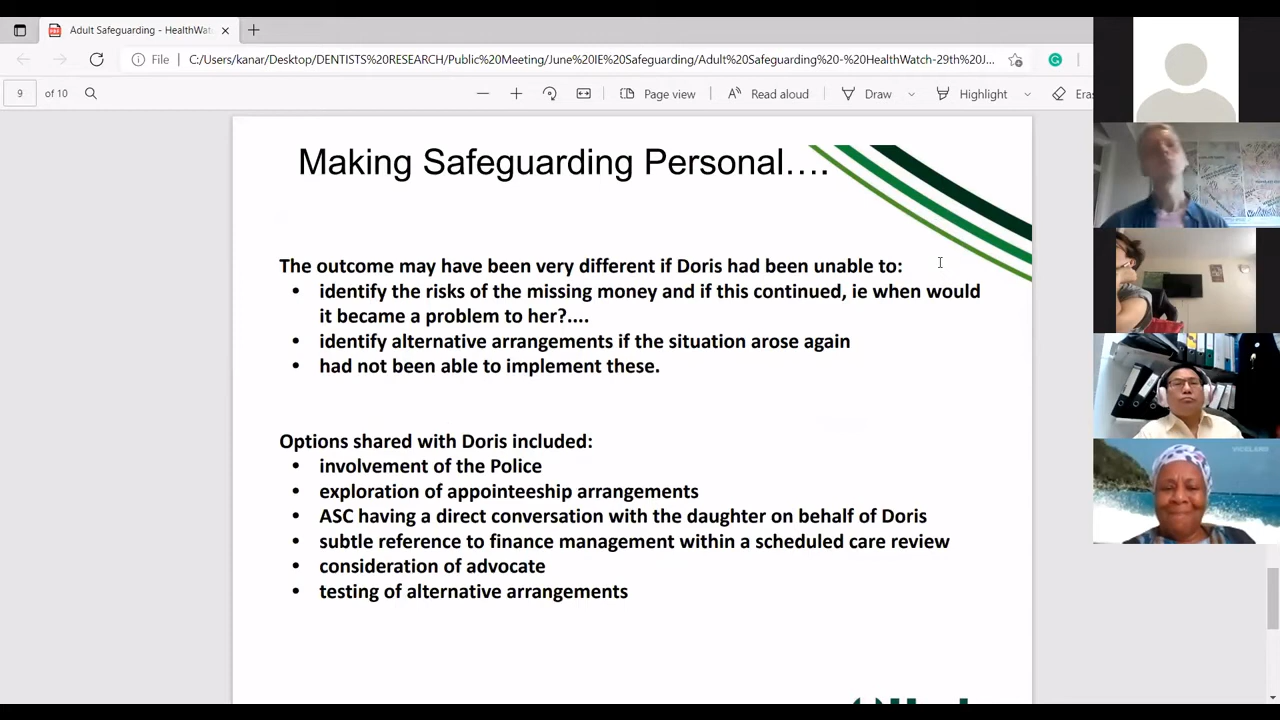 Adult Safeguarding - HealthWat
File
C:/Users/kanar/Desktop/DENTISTS%20RESEARCH/Public%20Meeting/June%20IE%20Safeguarding/Adult%20Safeguarding%20-%20HealthWatch-29th%20J...
9 of 10
Page view
Read aloud
Draw
Highlight
Eras
Making Safeguarding Personal....
The outcome may have been very different if Doris had been unable to:
• identify the risks of the missing money and if this continued, ie when would
it became a problem to her?....
• identify alternative arrangements if the situation arose again
• had not been able to implement these.
Options shared with Doris included:
• involvement of the Police
• exploration of appointeeship arrangements
• ASC having a direct conversation with the daughter on behalf of Doris
• subtle reference to finance management within a scheduled care review
• consideration of advocate
• testing of alternative arrangements